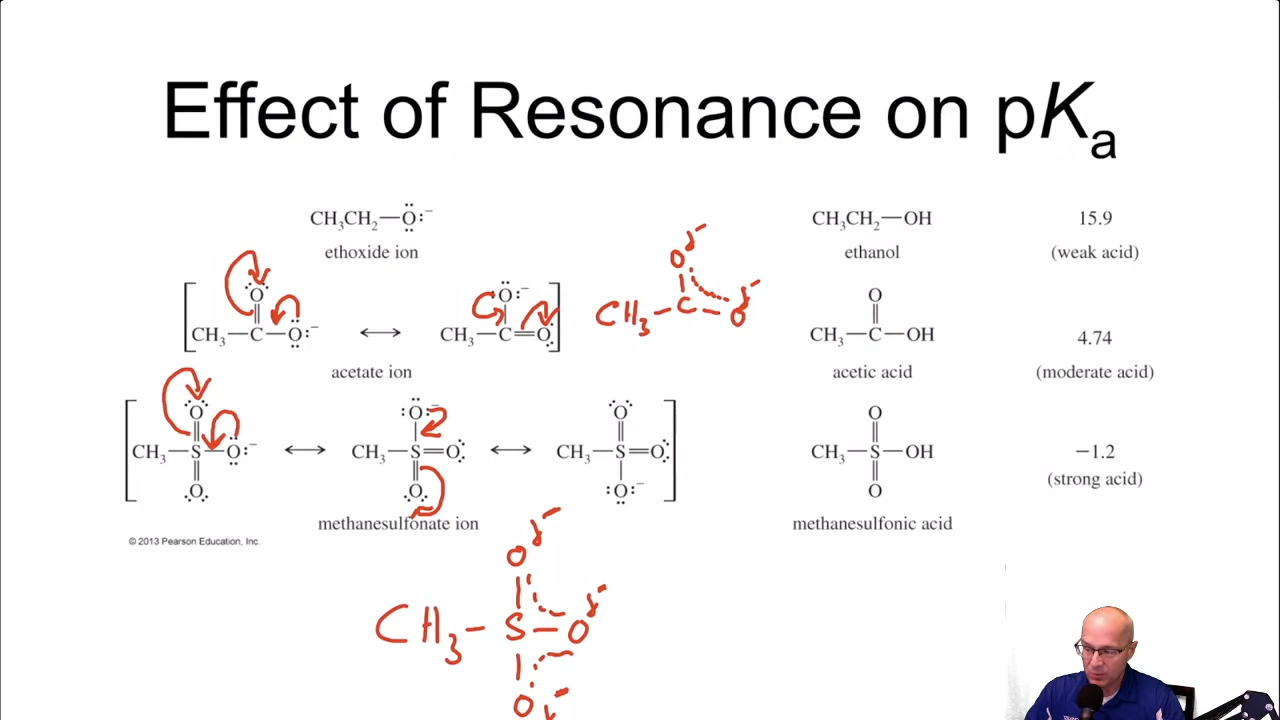 Effect of Resonance on pKa
CH₃CH₂—Ö:⁻ CH₃CH₂—OH 15.9
ethoxide ion ethanol (weak acid)
O O:⁻ O δ⁻ O
CH₃—C—O:⁻ ⟷ CH₃—C=O CH₃—C—O δ⁻ CH₃—C—OH 4.74
acetate ion acetic acid (moderate acid)
O :O:⁻ O O
CH₃—S—O:⁻ ⟷ CH₃—S=O ⟷ CH₃—S=O CH₃—S—OH −1.2
O O :O:⁻ O (strong acid)
methanesulfonate ion methanesulfonic acid
© 2013 Pearson Education, Inc.
O δ⁻
CH₃—S—O δ⁻
O δ⁻